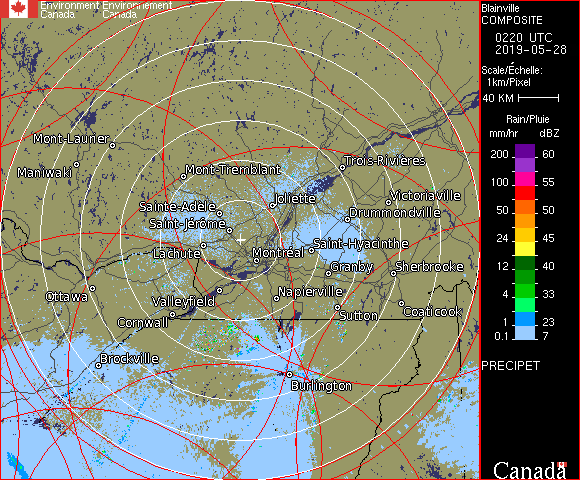 Environment Environnement
Canada Canada
Blainville
COMPOSITE
0220 UTC
2019-05-28
Scale/Échelle:
1km/Pixel
40 KM
Rain/Pluie
mm/hr dBZ
200 60
100 55
50 50
24 45
12 40
4 33
1 23
0.1 7
PRECIPET
Canada
Mont-Laurier
Maniwaki
Mont-Tremblant
Trois-Rivières
Joliette
Victoriaville
Sainte-Adele
Drummondville
Saint-Jérôme
Saint-Hyacinthe
Lachute
Montréal
Granby
Sherbrooke
Ottawa
Valleyfield
Napierville
Cornwall
Sutton
Coaticook
Brockville
Burlington